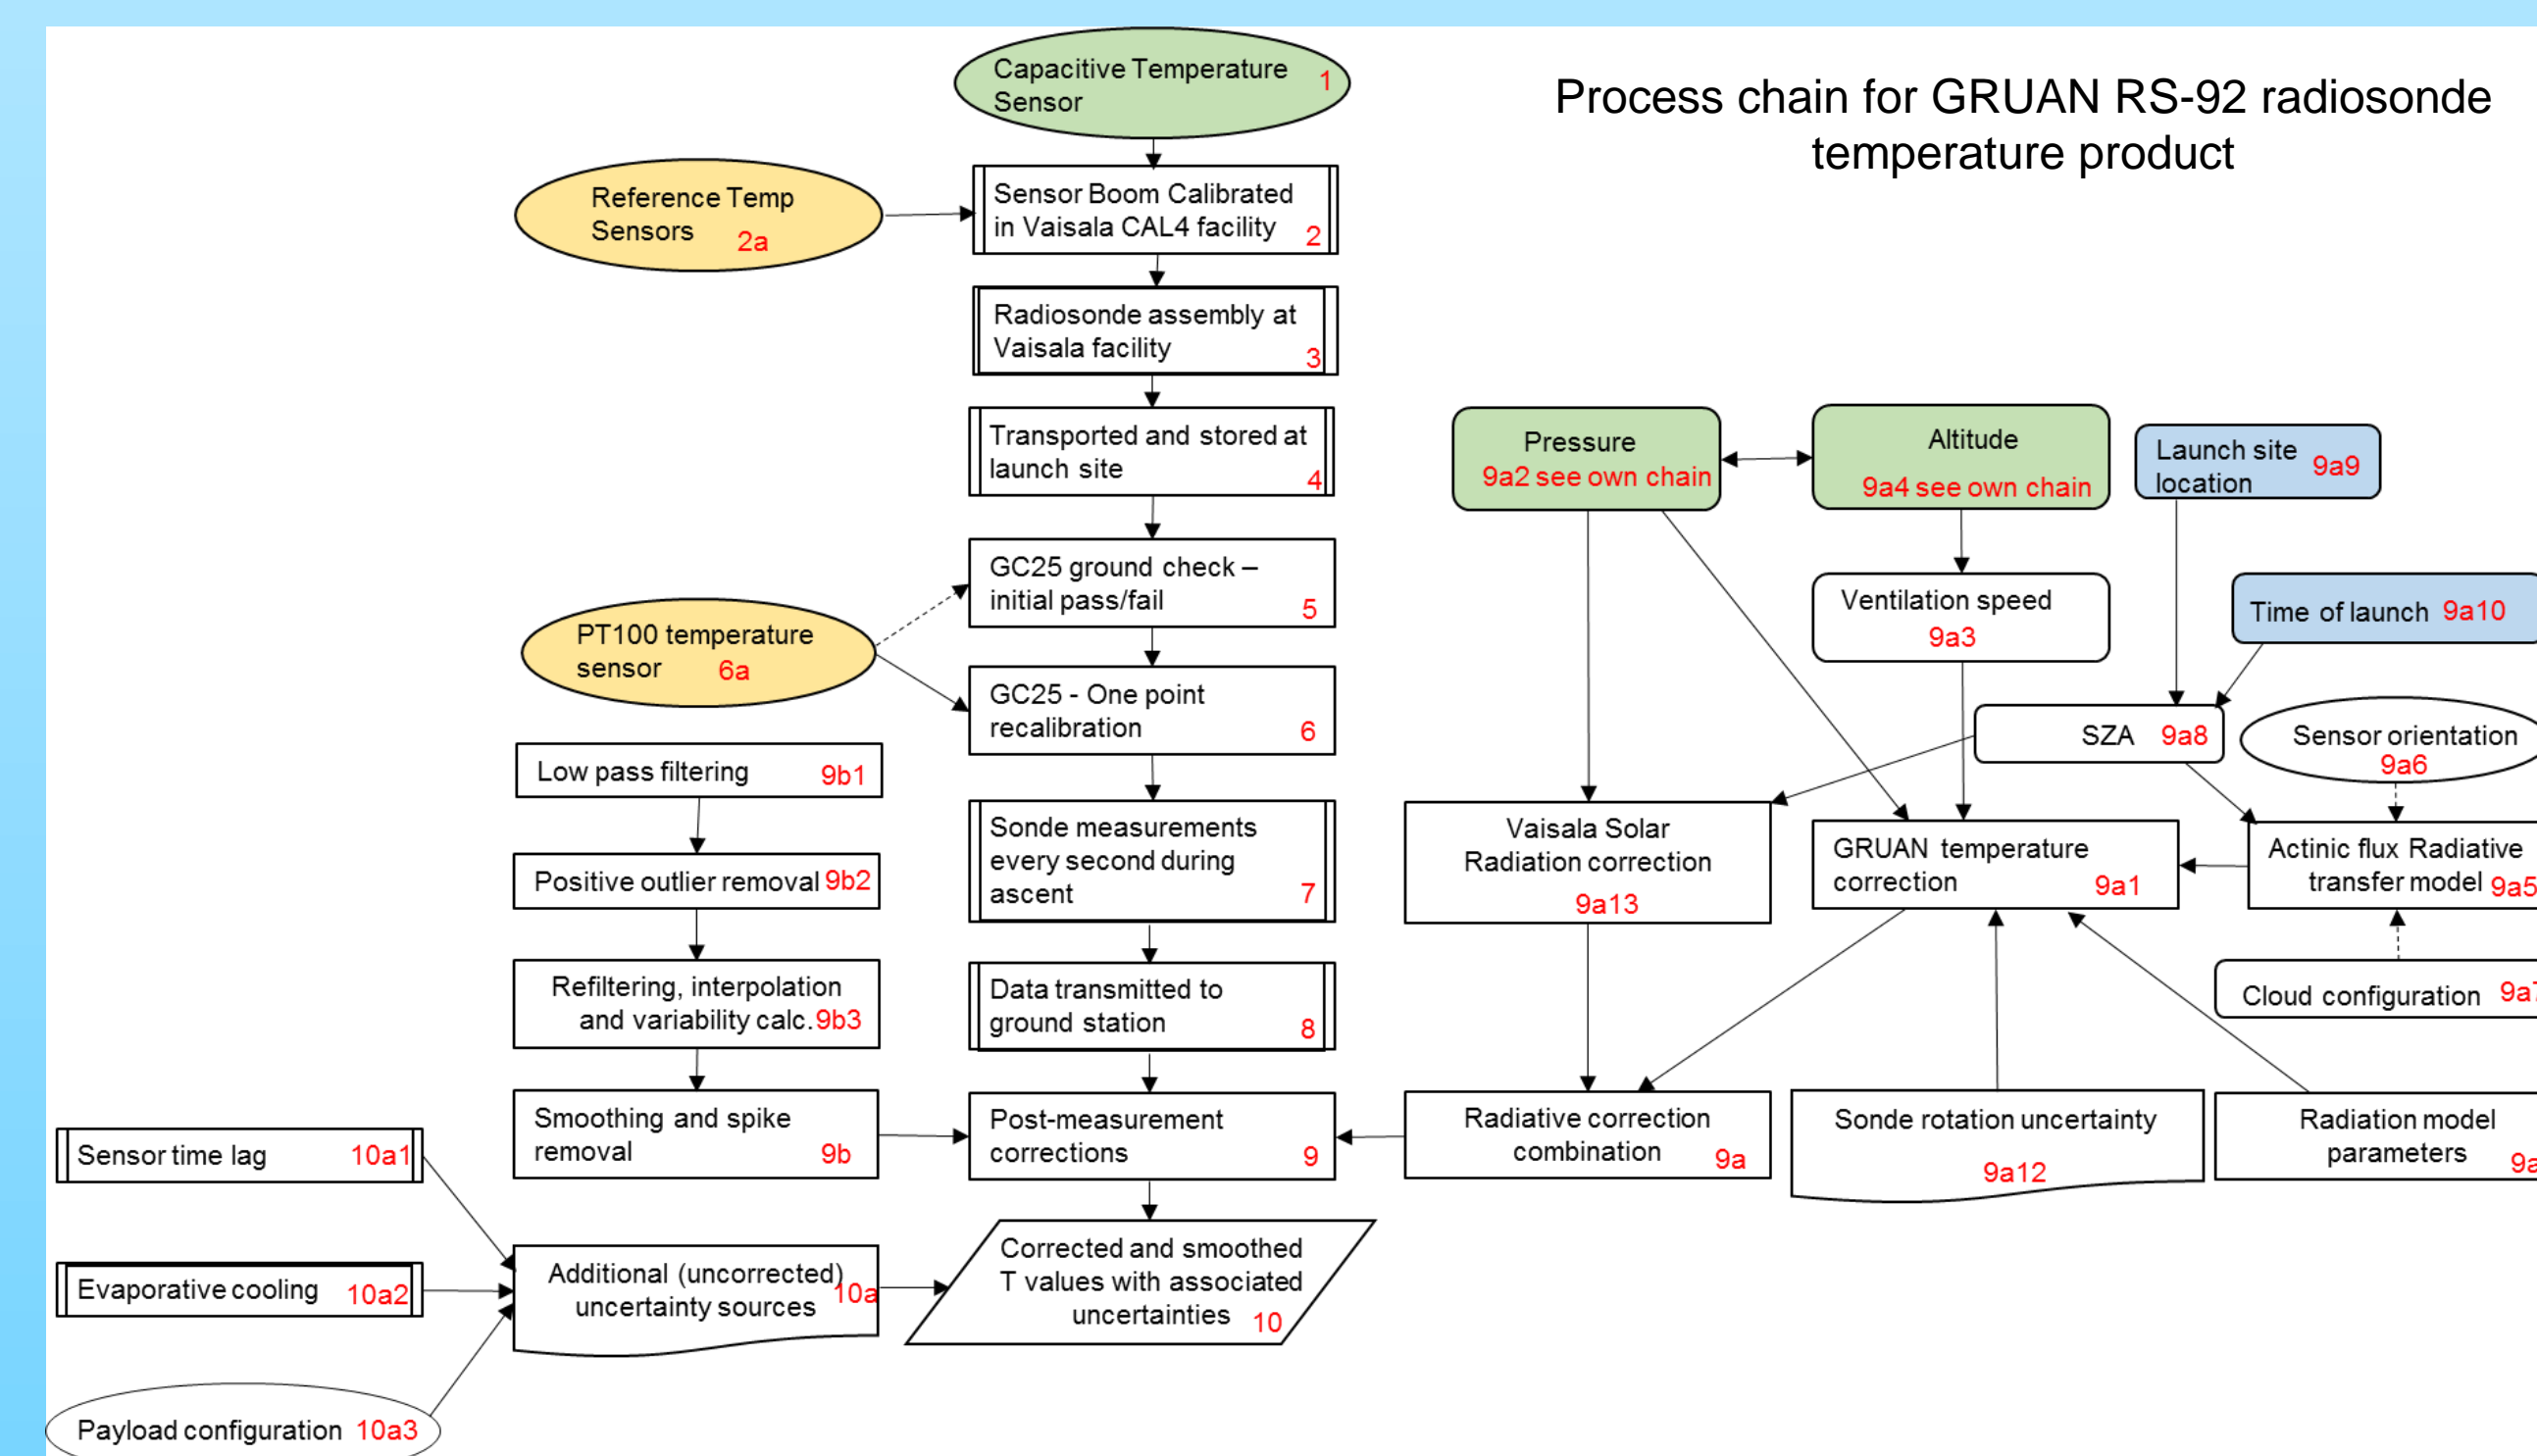 Process chain for GRUAN RS-92 radiosonde
temperature product
Capacitive Temperature
Sensor
1
Reference Temp
Sensors
2a
Sensor Boom Calibrated
in Vaisala CAL4 facility
2
Radiosonde assembly at
Vaisala facility
3
Transported and stored at
launch site
4
GC25 ground check –
initial pass/fail
5
PT100 temperature
sensor
6a
GC25 - One point
recalibration
6
Low pass filtering 9b1
Positive outlier removal 9b2
Refiltering, interpolation
and variability calc. 9b3
Smoothing and spike
removal
9b
Sonde measurements
every second during
ascent
7
Data transmitted to
ground station
8
Post-measurement
corrections
9
Sensor time lag 10a1
Evaporative cooling 10a2
Payload configuration 10a3
Additional (uncorrected)
uncertainty sources
10a
Corrected and smoothed
T values with associated
uncertainties 10
Pressure
9a2 see own chain
Altitude
9a4 see own chain
Launch site
location
9a9
Ventilation speed
9a3
Time of launch 9a10
SZA 9a8
Sensor orientation
9a6
Vaisala Solar
Radiation correction
9a13
GRUAN temperature
correction
9a1
Actinic flux Radiative
transfer model 9a5
Cloud configuration 9a7
Radiative correction
combination
9a
Sonde rotation uncertainty
9a12
Radiation model
parameters